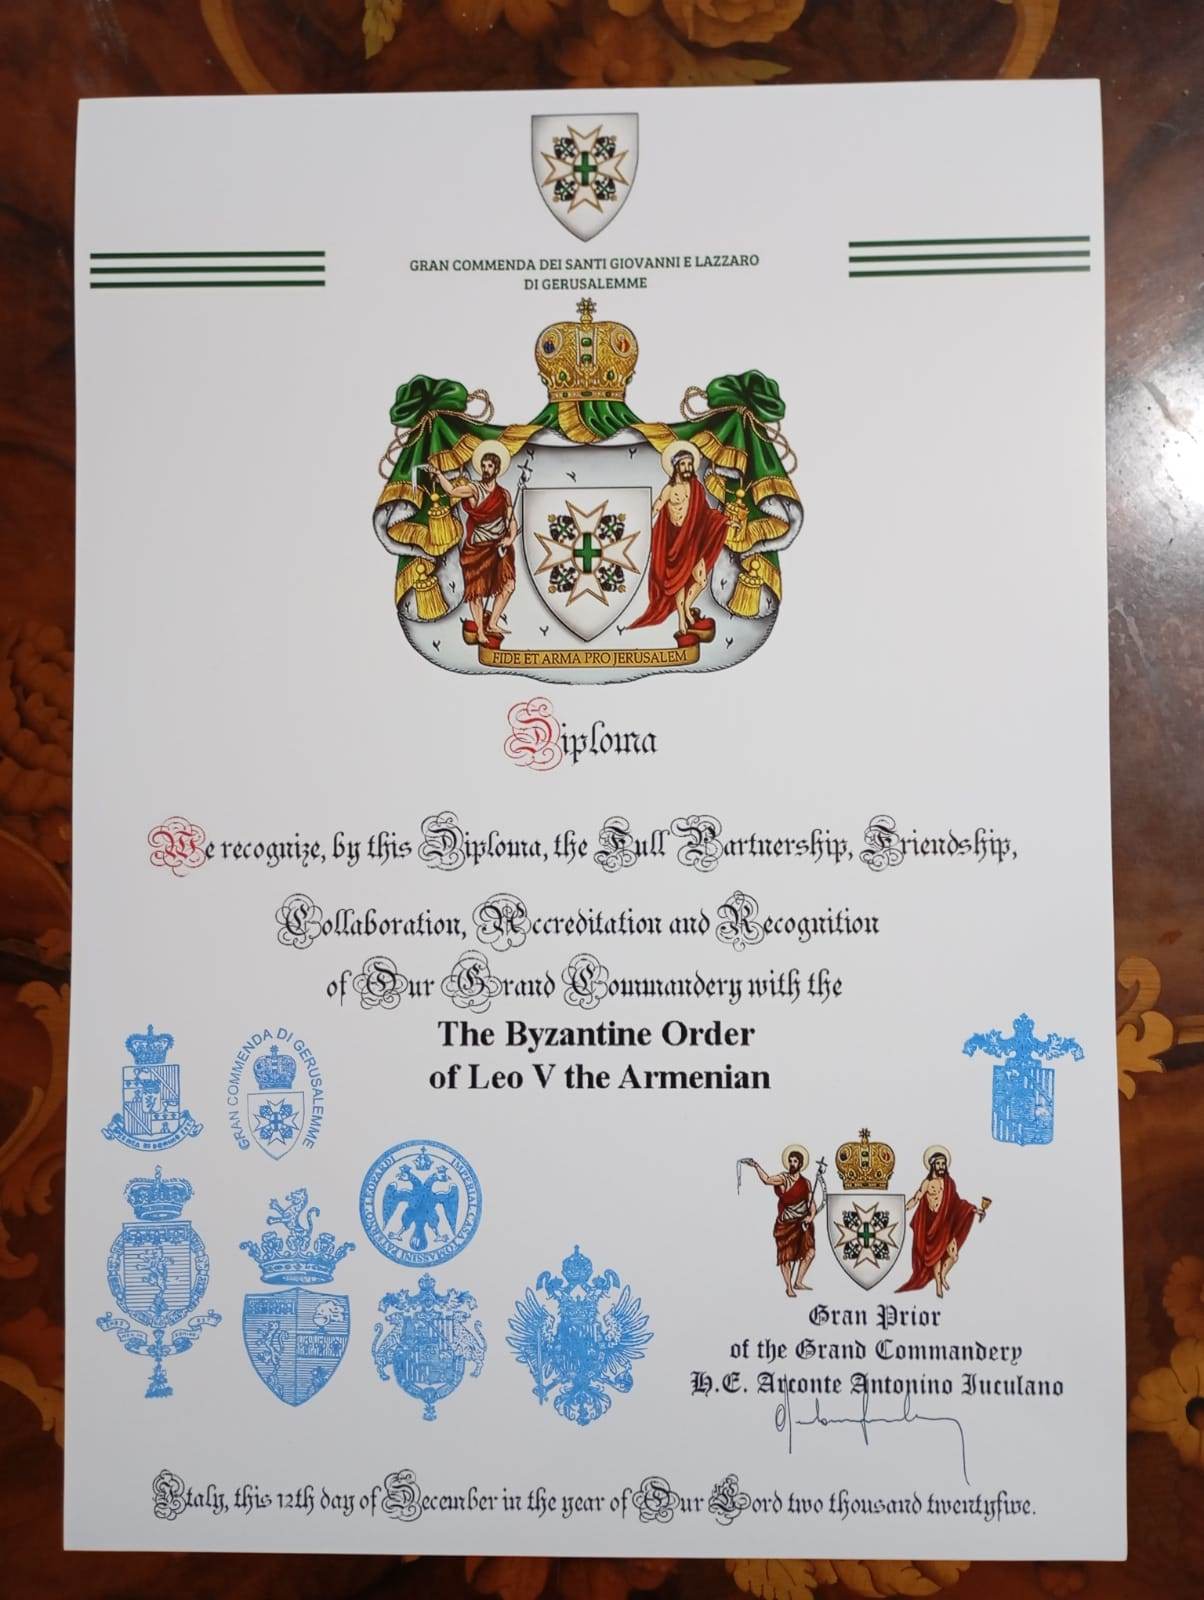 GRAN COMMENDA DEI SANTI GIOVANNI E LAZZARO
DI GERUSALEMME
FIDE ET ARMA PRO JERUSALEM
Diploma
We recognize, by this Diploma, the Full Partnership, Friendship,
Collaboration, Accreditation and Recognition
of Our Grand Commandery with the
The Byzantine Order
of Leo V the Armenian
GRAN COMMENDA DI GERUSALEMME
Gran Prior
of the Grand Commandery
H.E. Arconte Antonino Iuculano
Italy, this 12th day of December in the year of Our Lord two thousand twentyfive.